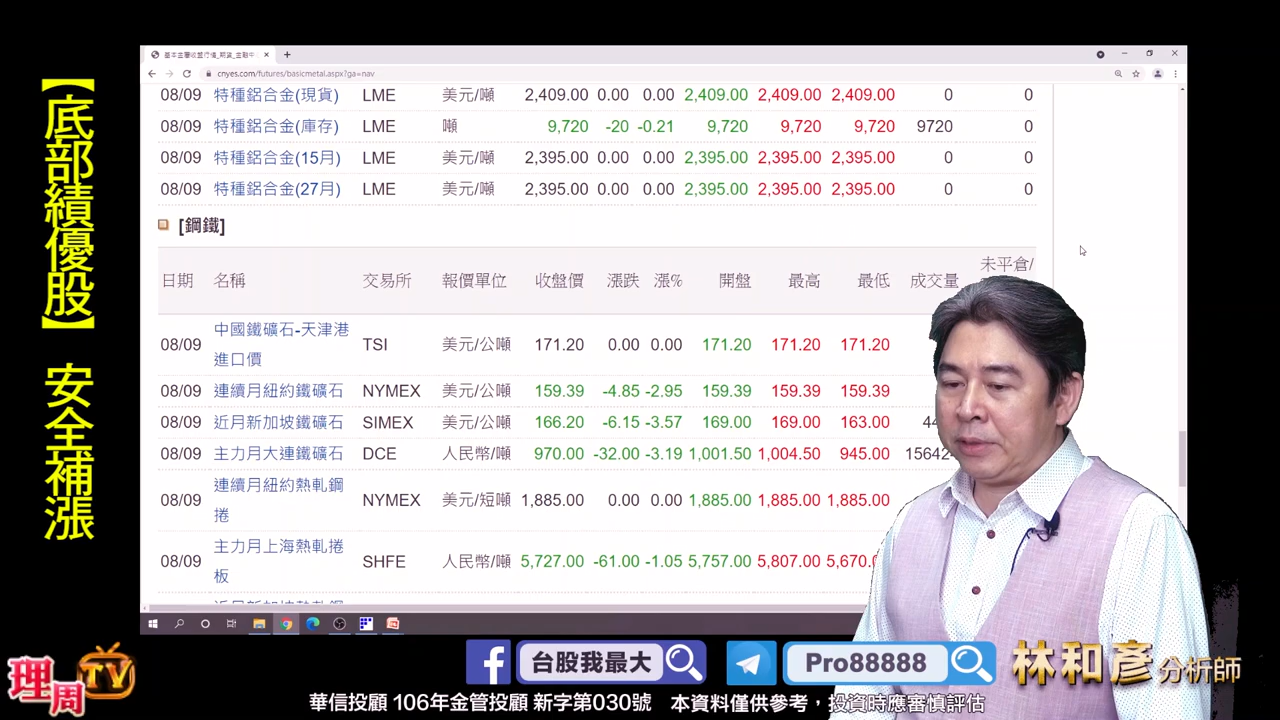 【底部績優股】 安全補漲
基本金屬收盤行情_期貨_
cnyes.com/futures/basicmetal.aspx?ga=nav
08/09 特種鋁合金(現貨) LME 美元/噸 2,409.00 0.00 0.00 2,409.00 2,409.00 2,409.00 0 0
08/09 特種鋁合金(庫存) LME 噸 9,720 -20 -0.21 9,720 9,720 9,720 9720 0
08/09 特種鋁合金(15月) LME 美元/噸 2,395.00 0.00 0.00 2,395.00 2,395.00 2,395.00 0 0
08/09 特種鋁合金(27月) LME 美元/噸 2,395.00 0.00 0.00 2,395.00 2,395.00 2,395.00 0 0
[鋼鐵]
日期 名稱 交易所 報價單位 收盤價 漲跌 漲% 開盤 最高 最低 成交量 未平倉/
08/09 中國鐵礦石-天津港
進口價 TSI 美元/公噸 171.20 0.00 0.00 171.20 171.20 171.20
08/09 連續月紐約鐵礦石 NYMEX 美元/公噸 159.39 -4.85 -2.95 159.39 159.39 159.39
08/09 近月新加坡鐵礦石 SIMEX 美元/公噸 166.20 -6.15 -3.57 169.00 169.00 163.00 44
08/09 主力月大連鐵礦石 DCE 人民幣/噸 970.00 -32.00 -3.19 1,001.50 1,004.50 945.00 15642
08/09 連續月紐約熱軋鋼
捲 NYMEX 美元/短噸 1,885.00 0.00 0.00 1,885.00 1,885.00 1,885.00
08/09 主力月上海熱軋捲
板 SHFE 人民幣/噸 5,727.00 -61.00 -1.05 5,757.00 5,807.00 5,670.0
理周TV
台股我最大 Pro88888 林和彥 分析師
華信投顧 106年金管投顧 新字第030號 本資料僅供參考，投資時應審慎評估